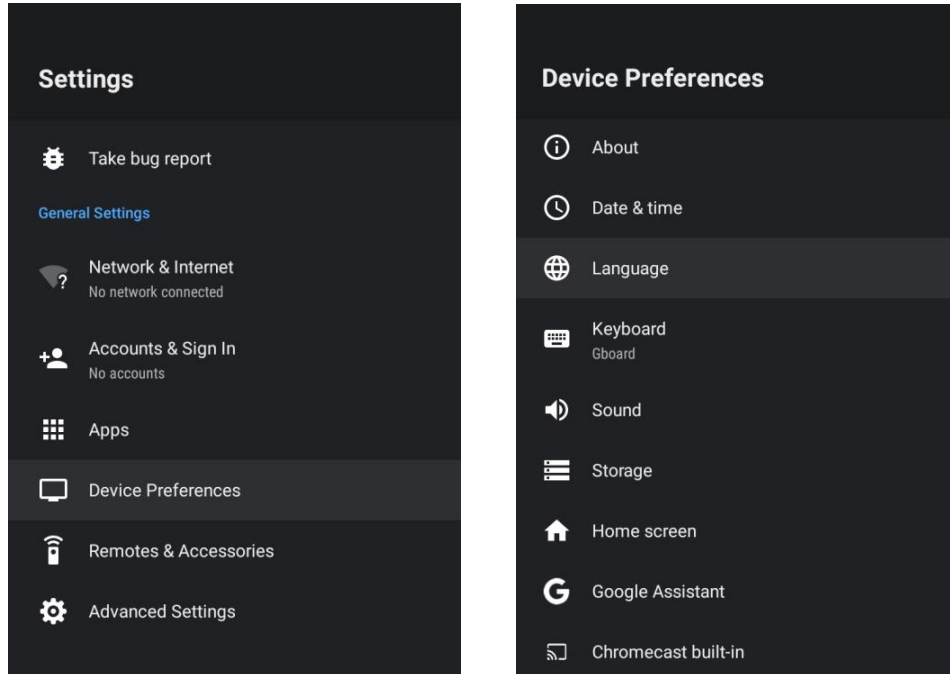 Settings
Take bug report
General Settings
Network & Internet
No network connected
Accounts & Sign In
No accounts
Apps
Device Preferences
Remotes & Accessories
Advanced Settings
Device Preferences
About
Date & time
Language
Keyboard
Gboard
Sound
Storage
Home screen
Google Assistant
Chromecast built-in